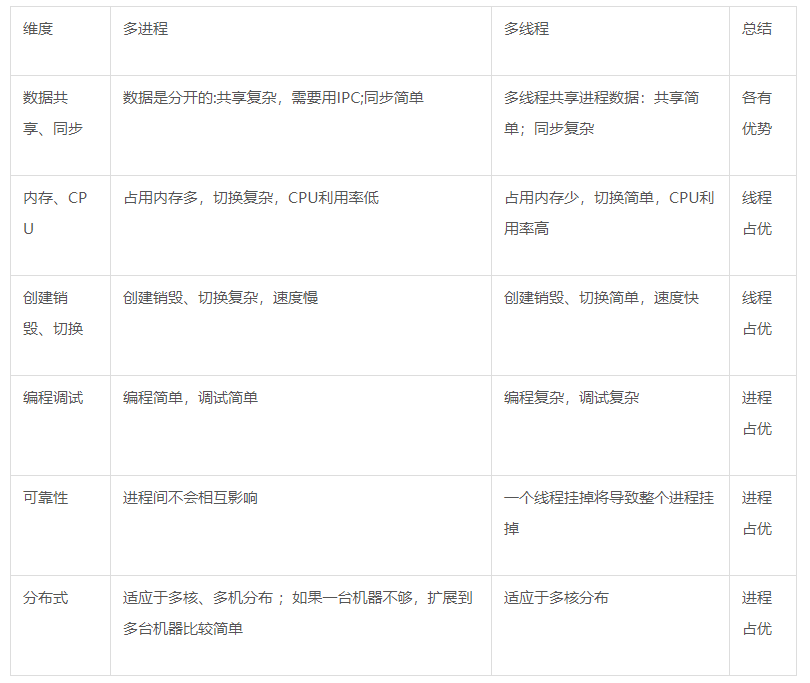 维度 多进程 多线程 总结
数据共 数据是分开的:共享复杂，需要用IPC;同步简单 多线程共享进程数据：共享简 各有
享、同步 单；同步复杂 优势
内存、CP 占用内存多，切换复杂，CPU利用率低 占用内存少，切换简单，CPU利 线程
U 用率高 占优
创建销 创建销毁、切换复杂，速度慢 创建销毁、切换简单，速度快 线程
毁、切换 占优
编程调试 编程简单，调试简单 编程复杂，调试复杂 进程
占优
可靠性 进程间不会相互影响 一个线程挂掉将导致整个进程挂 进程
掉 占优
分布式 适应于多核、多机分布 ；如果一台机器不够，扩展到 适应于多核分布 进程
多台机器比较简单 占优